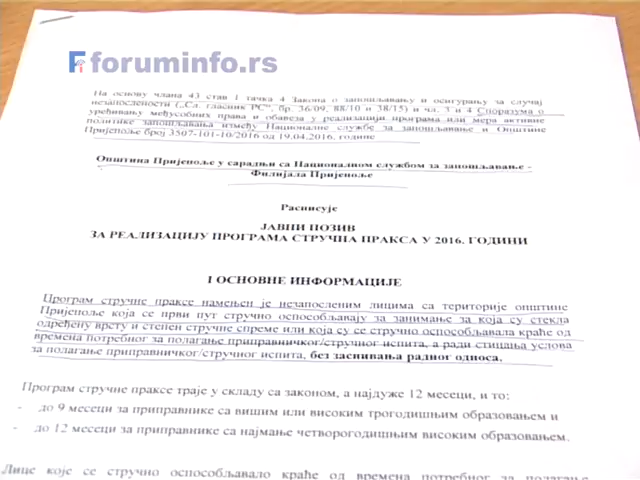 foruminfo.rs
На основу члана 43 став 1 тачка 4 Закона о запошљавању и осигурању за случај
незапослености („Сл. гласник РС“, бр. 36/09, 88/10 и 38/15) и чл. 3 и 4 Споразума о
уређивању међусобних права и обавеза у реализацији програма или мера активне
политике запошљавања између Националне службе за запошљавање и Општине
Пријепоље број 3507-101-10/2016 од 19.04.2016. године
Општина Пријепоље у сарадњи са Националном службом за запошљавање -
Филијала Пријепоље
Расписује
ЈАВНИ ПОЗИВ
ЗА РЕАЛИЗАЦИЈУ ПРОГРАМА СТРУЧНА ПРАКСА У 2016. ГОДИНИ
I ОСНОВНЕ ИНФОРМАЦИЈЕ
Програм стручне праксе намењен је незапосленим лицима са територије општине
Пријепоље која се први пут стручно оспособљавају за занимање за која су стекла
одређену врсту и степен стручне спреме или која су се стручно оспособљавала краће од
времена потребног за полагање приправничког/стручног испита, а ради стицања услова
за полагање приправничког/стручног испита, без заснивања радног односа.
Програм стручне праксе траје у складу са законом, а најдуже 12 месеци, и то:
- до 9 месеци за приправнике са вишим или високим трогодишњим образовањем и
- до 12 месеци за приправнике са најмање четворогодишњим високим образовањем.
Лице које се стручно оспособљавало краће од времена потребног за полагање